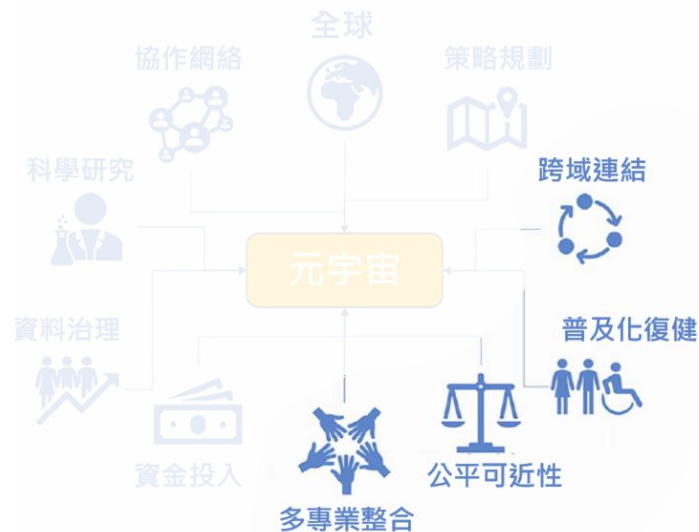 全球
協作網絡
策略規劃
科學研究
跨域連結
元宇宙
資料治理
普及化復健
資金投入
公平可近性
多專業整合